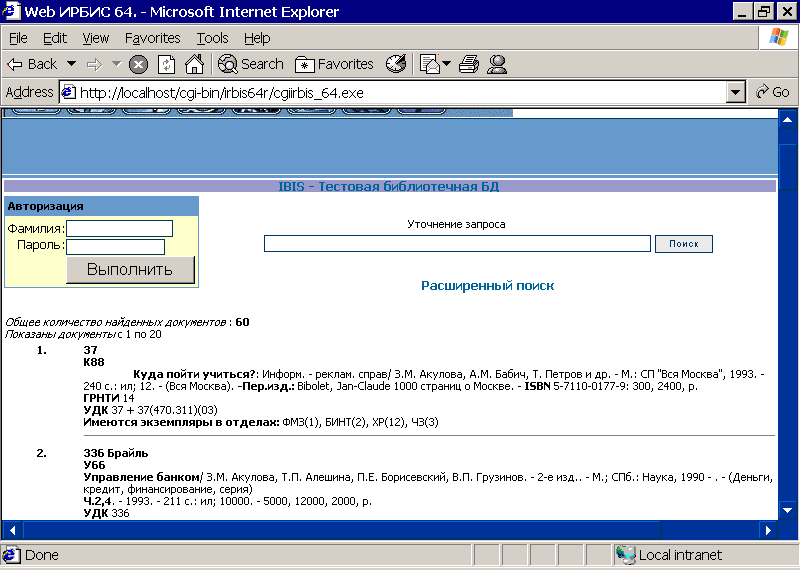 Web ИРБИС 64. - Microsoft Internet Explorer
File Edit View Favorites Tools Help
Back Search Favorites
Address http://localhost/cgi-bin/irbis64r/cgiirbis_64.exe Go
IBIS - Тестовая библиотечная БД
Авторизация
Фамилия:
Пароль:
Выполнить
Уточнение запроса
Поиск
Расширенный поиск
Общее количество найденных документов : 60
Показаны документы с 1 по 20
1. 37
К88
Куда пойти учиться?: Информ. - реклам. справ/ З.М. Акулова, А.М. Бабич, Т. Петров и др. - М.: СП "Вся Москва", 1993. -
240 с.: ил; 12. - (Вся Москва). -Пер.изд.: Bibolet, Jan-Claude 1000 страниц о Москве. - ISBN 5-7110-0177-9: 300, 2400, р.
ГРНТИ 14
УДК 37 + 37(470.311)(03)
Имеются экземпляры в отделах: ФМЗ(1), БИНТ(2), ХР(12), ЧЗ(3)
2. 336 Брайль
У66
Управление банком/ З.М. Акулова, Т.П. Алешина, П.Е. Борисевский, В.П. Грузинов. - 2-е изд.. - М.; СПб.: Наука, 1990 - . - (Деньги,
кредит, финансирование, серия)
Ч.2,4. - 1993. - 211 с.: ил; 10000. - 5000, 12000, 2000, р.
УДК 336
Done Local intranet